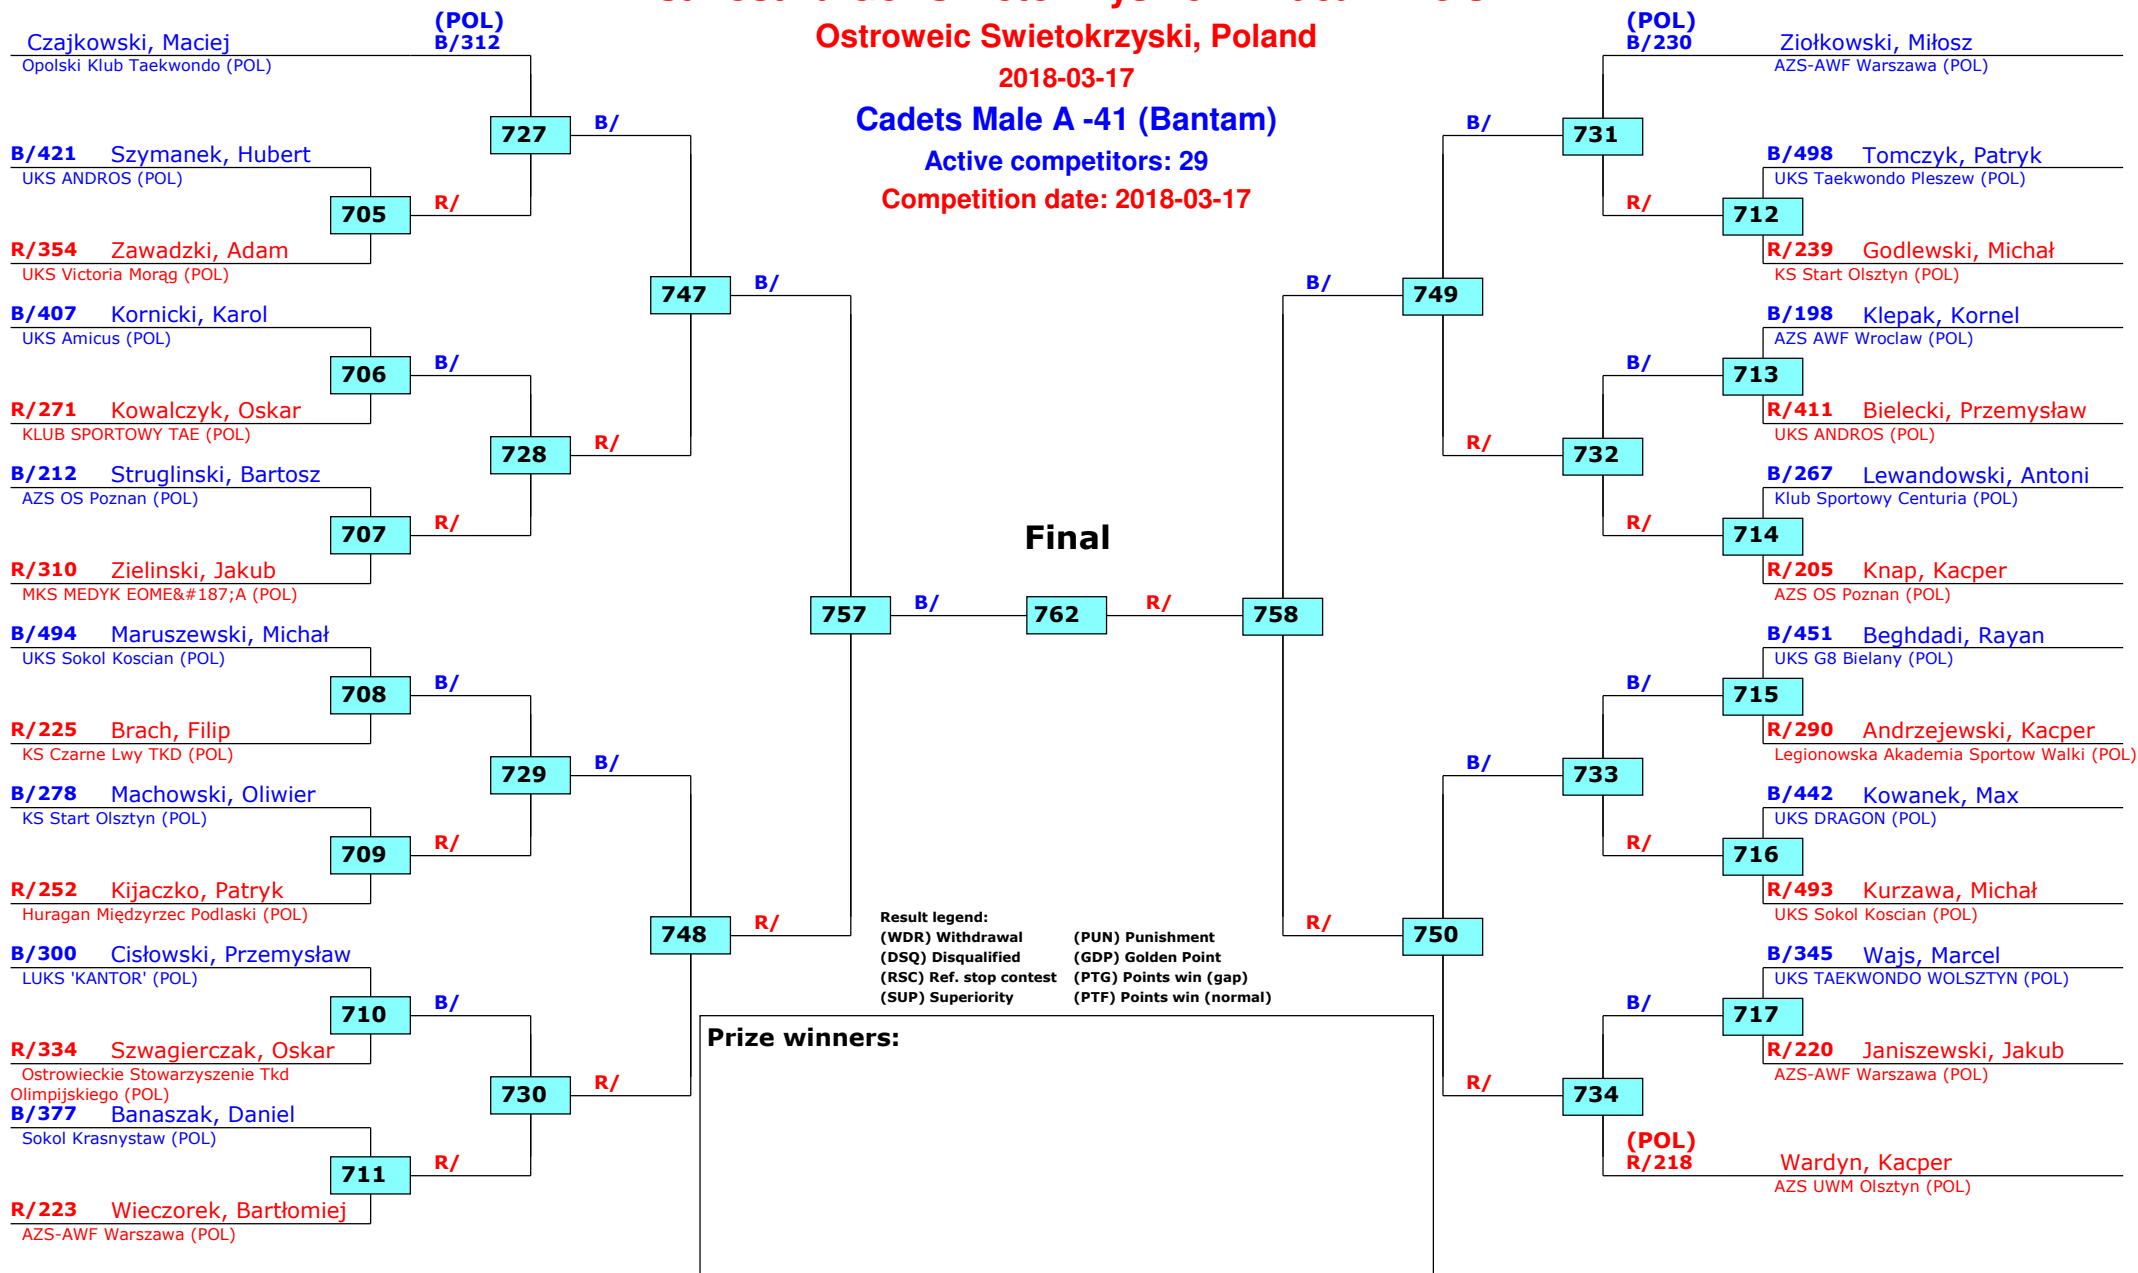 Ostroweic Swietokrzyski, Poland
2018-03-17
Cadets Male A -41 (Bantam)
Active competitors: 29
Competition date: 2018-03-17
(POL)
Czajkowski, Maciej B/312
Opolski Klub Taekwondo (POL)
727 B/
B/421 Szymanek, Hubert
UKS ANDROS (POL)
705 R/
R/354 Zawadzki, Adam
UKS Victoria Morąg (POL)
747 B/
B/407 Kornicki, Karol
UKS Amicus (POL)
706 B/
R/271 Kowalczyk, Oskar
KLUB SPORTOWY TAE (POL)
728 R/
B/212 Struglinski, Bartosz
AZS OS Poznan (POL)
707 R/
R/310 Zielinski, Jakub
MKS MEDYK EOME&#187;A (POL)
757 B/
B/494 Maruszewski, Michał
UKS Sokol Koscian (POL)
708 B/
R/225 Brach, Filip
KS Czarne Lwy TKD (POL)
729 B/
B/278 Machowski, Oliwier
KS Start Olsztyn (POL)
709 R/
R/252 Kijaczko, Patryk
Huragan Międzyrzec Podlaski (POL)
748 R/
B/300 Cisłowski, Przemysław
LUKS 'KANTOR' (POL)
710 B/
R/334 Szwagierczak, Oskar
Ostrowieckie Stowarzyszenie Tkd
Olimpijskiego (POL)
730 R/
B/377 Banaszak, Daniel
Sokol Krasnystaw (POL)
711 R/
R/223 Wieczorek, Bartłomiej
AZS-AWF Warszawa (POL)
Final
762
(POL)
B/230 Ziołkowski, Miłosz
AZS-AWF Warszawa (POL)
B/ 731
B/498 Tomczyk, Patryk
UKS Taekwondo Pleszew (POL)
R/ 712
R/239 Godlewski, Michał
KS Start Olsztyn (POL)
B/ 749
B/198 Klepak, Kornel
AZS AWF Wroclaw (POL)
B/ 713
R/411 Bielecki, Przemysław
UKS ANDROS (POL)
R/ 732
B/267 Lewandowski, Antoni
Klub Sportowy Centuria (POL)
R/ 714
R/205 Knap, Kacper
AZS OS Poznan (POL)
R/ 758
B/451 Beghdadi, Rayan
UKS G8 Bielany (POL)
B/ 715
R/290 Andrzejewski, Kacper
Legionowska Akademia Sportow Walki (POL)
B/ 733
B/442 Kowanek, Max
UKS DRAGON (POL)
R/ 716
R/493 Kurzawa, Michał
UKS Sokol Koscian (POL)
R/ 750
B/345 Wajs, Marcel
UKS TAEKWONDO WOLSZTYN (POL)
B/ 717
R/220 Janiszewski, Jakub
AZS-AWF Warszawa (POL)
R/ 734
(POL)
R/218 Wardyn, Kacper
AZS UWM Olsztyn (POL)
Result legend:
(WDR) Withdrawal (PUN) Punishment
(DSQ) Disqualified (GDP) Golden Point
(RSC) Ref. stop contest (PTG) Points win (gap)
(SUP) Superiority (PTF) Points win (normal)
Prize winners: